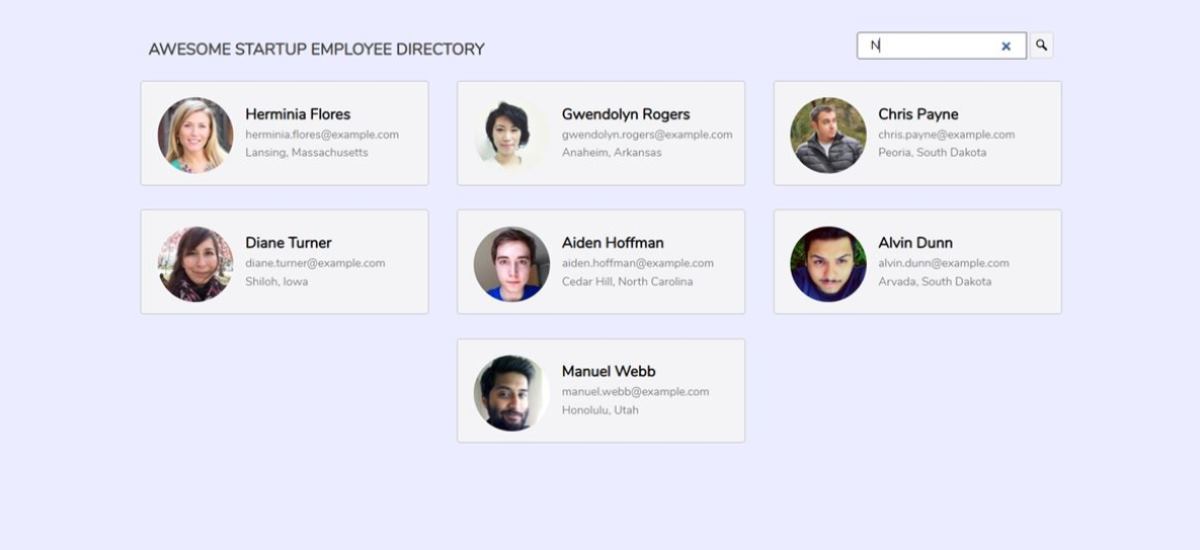 AWESOME STARTUP EMPLOYEE DIRECTORY
N
Herminia Flores
herminia.flores@example.com
Lansing, Massachusetts
Gwendolyn Rogers
gwendolyn.rogers@example.com
Anaheim, Arkansas
Chris Payne
chris.payne@example.com
Peoria, South Dakota
Diane Turner
diane.turner@example.com
Shiloh, Iowa
Aiden Hoffman
aiden.hoffman@example.com
Cedar Hill, North Carolina
Alvin Dunn
alvin.dunn@example.com
Arvada, South Dakota
Manuel Webb
manuel.webb@example.com
Honolulu, Utah